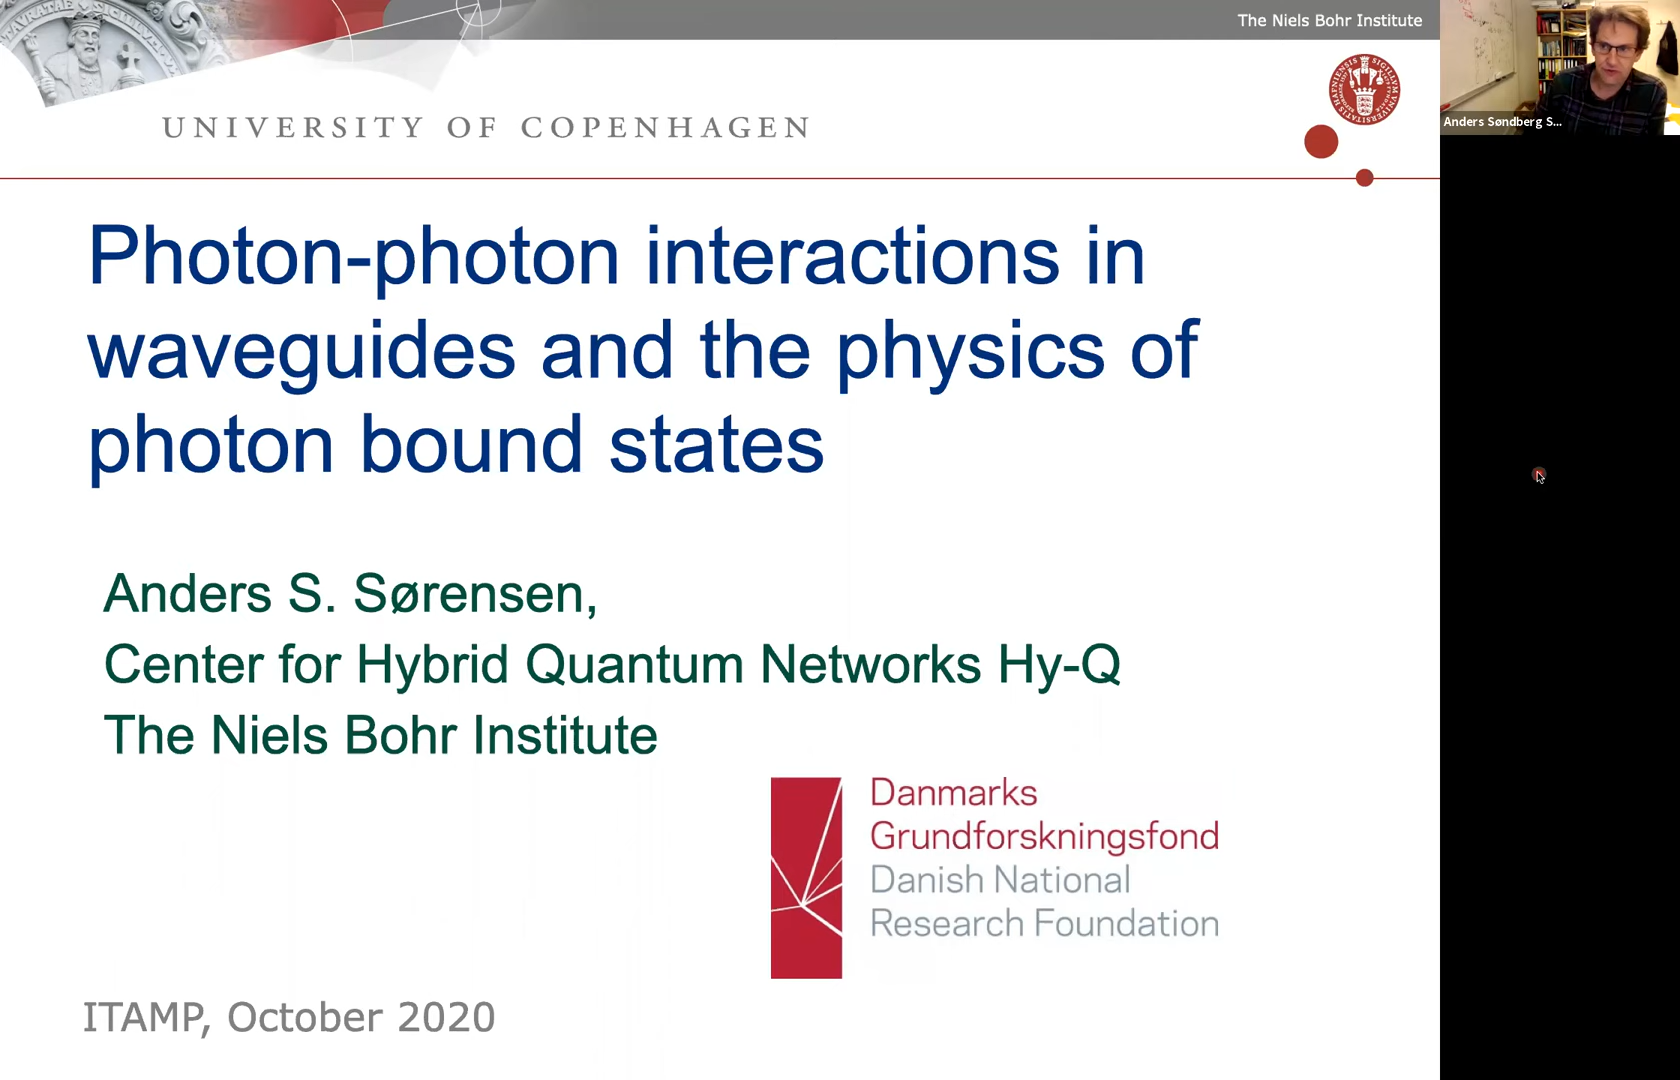 The Niels Bohr Institute
UNIVERSITY OF COPENHAGEN
Anders Søndberg S...
Photon-photon interactions in
waveguides and the physics of
photon bound states
Anders S. Sørensen,
Center for Hybrid Quantum Networks Hy-Q
The Niels Bohr Institute
Danmarks
Grundforskningsfond
Danish National
Research Foundation
ITAMP, October 2020